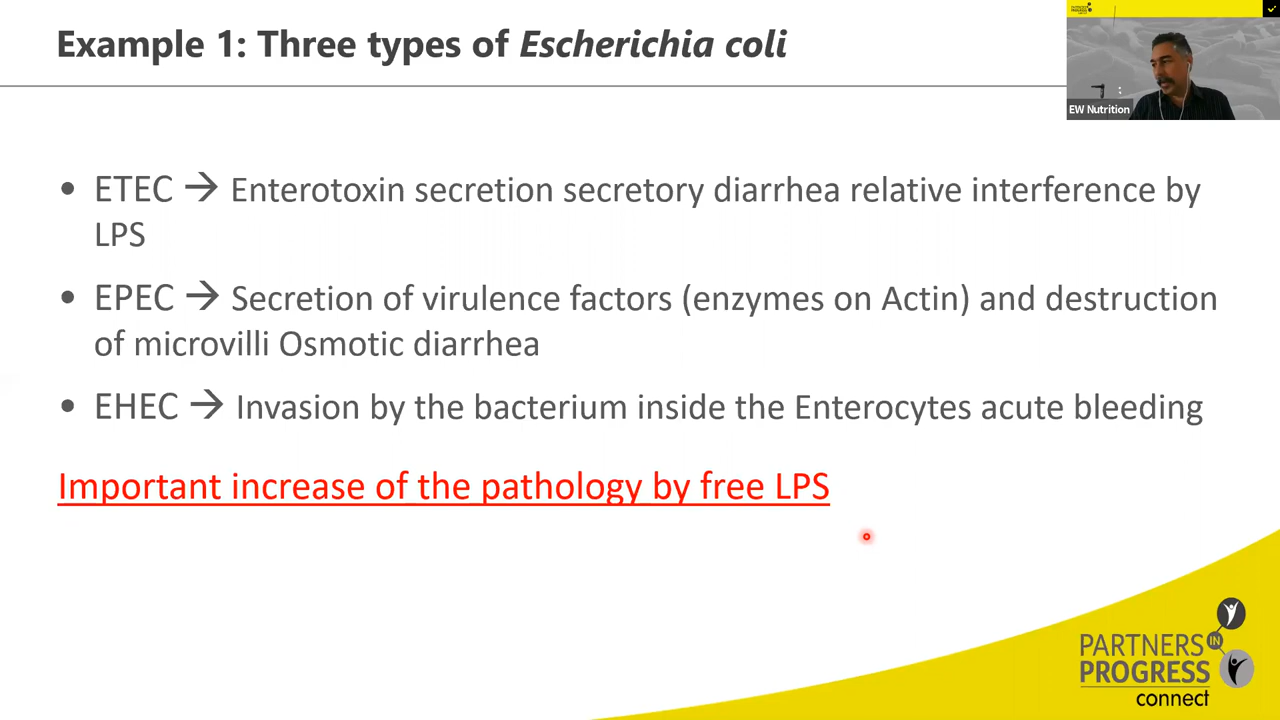 Example 1: Three types of Escherichia coli
EW Nutrition
• ETEC → Enterotoxin secretion secretory diarrhea relative interference by
LPS
• EPEC → Secretion of virulence factors (enzymes on Actin) and destruction
of microvilli Osmotic diarrhea
• EHEC → Invasion by the bacterium inside the Enterocytes acute bleeding
Important increase of the pathology by free LPS
PARTNERS
IN
PROGRESS
connect